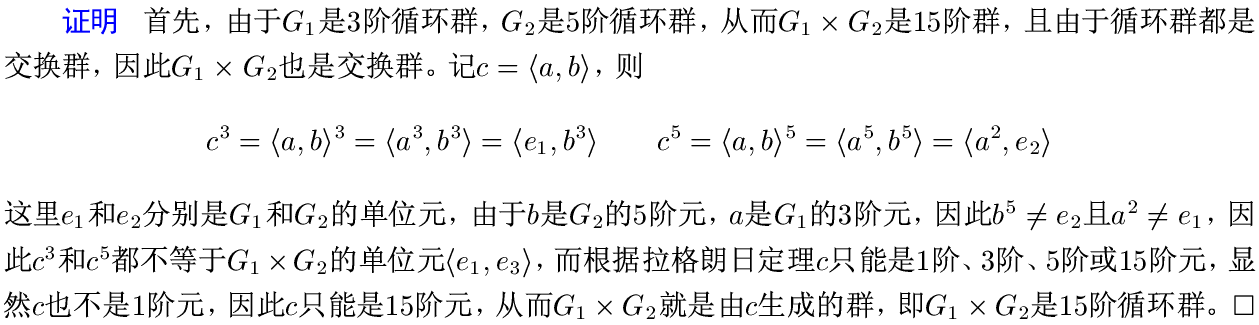 证明 首先，由于G₁是3阶循环群，G₂是5阶循环群，从而G₁ × G₂是15阶群，且由于循环群都是
交换群，因此G₁ × G₂也是交换群。记c = ⟨a, b⟩，则
c³ = ⟨a, b⟩³ = ⟨a³, b³⟩ = ⟨e₁, b³⟩ c⁵ = ⟨a, b⟩⁵ = ⟨a⁵, b⁵⟩ = ⟨a², e₂⟩
这里e₁和e₂分别是G₁和G₂的单位元，由于b是G₂的5阶元，a是G₁的3阶元，因此b⁵ ≠ e₂且a² ≠ e₁，因
此c³和c⁵都不等于G₁ × G₂的单位元⟨e₁, e₃⟩，而根据拉格朗日定理c只能是1阶、3阶、5阶或15阶元，显
然c也不是1阶元，因此c只能是15阶元，从而G₁ × G₂就是由c生成的群，即G₁ × G₂是15阶循环群。□